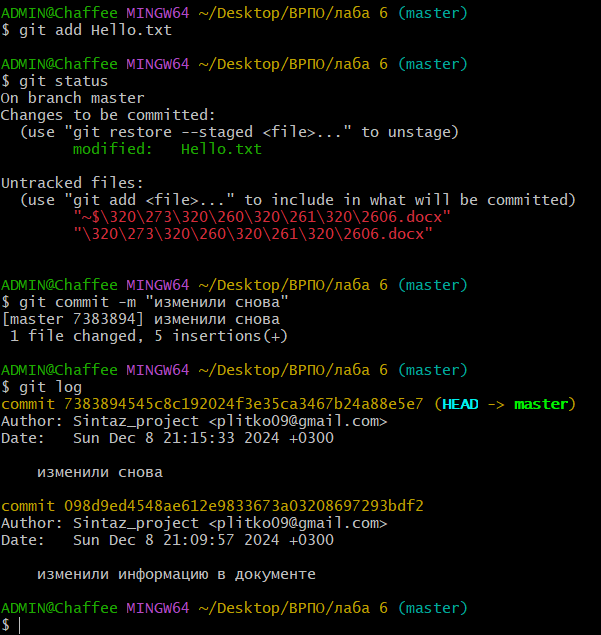 ADMIN@Chaffee MINGW64 ~/Desktop/ВРПО/лаба 6 (master)
$ git add Hello.txt
ADMIN@Chaffee MINGW64 ~/Desktop/ВРПО/лаба 6 (master)
$ git status
On branch master
Changes to be committed:
  (use "git restore --staged <file>..." to unstage)
        modified:   Hello.txt
Untracked files:
  (use "git add <file>..." to include in what will be committed)
        "~$\320\273\320\260\320\261\320\2606.docx"
        "\320\273\320\260\320\261\320\2606.docx"
ADMIN@Chaffee MINGW64 ~/Desktop/ВРПО/лаба 6 (master)
$ git commit -m "изменили снова"
[master 7383894] изменили снова
 1 file changed, 5 insertions(+)
ADMIN@Chaffee MINGW64 ~/Desktop/ВРПО/лаба 6 (master)
$ git log
commit 7383894545c8c192024f3e35ca3467b24a88e5e7 (HEAD -> master)
Author: Sintaz_project <plitko09@gmail.com>
Date:   Sun Dec 8 21:15:33 2024 +0300
    изменили снова
commit 098d9ed4548ae612e9833673a03208697293bdf2
Author: Sintaz_project <plitko09@gmail.com>
Date:   Sun Dec 8 21:09:57 2024 +0300
    изменили информацию в документе
ADMIN@Chaffee MINGW64 ~/Desktop/ВРПО/лаба 6 (master)
$